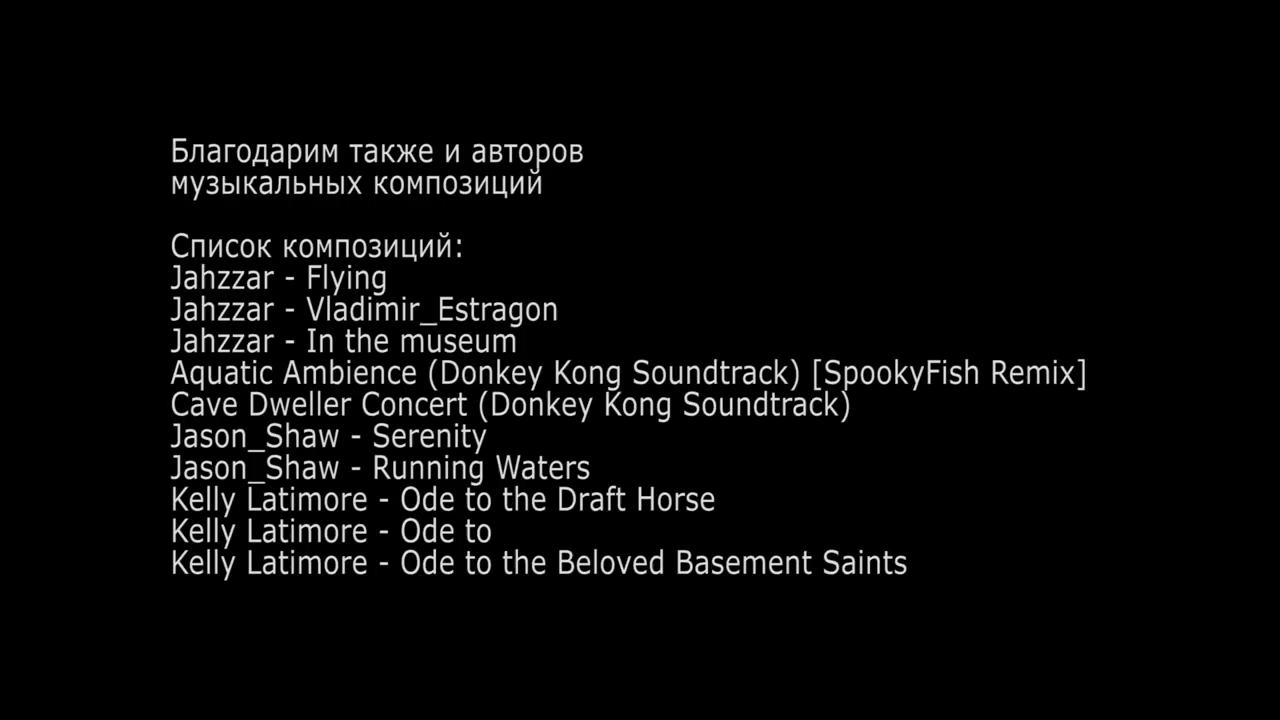 Благодарим также и авторов
музыкальных композиций
Список композиций:
Jahzzar - Flying
Jahzzar - Vladimir_Estragon
Jahzzar - In the museum
Aquatic Ambience (Donkey Kong Soundtrack) [SpookyFish Remix]
Cave Dweller Concert (Donkey Kong Soundtrack)
Jason_Shaw - Serenity
Jason_Shaw - Running Waters
Kelly Latimore - Ode to the Draft Horse
Kelly Latimore - Ode to
Kelly Latimore - Ode to the Beloved Basement Saints